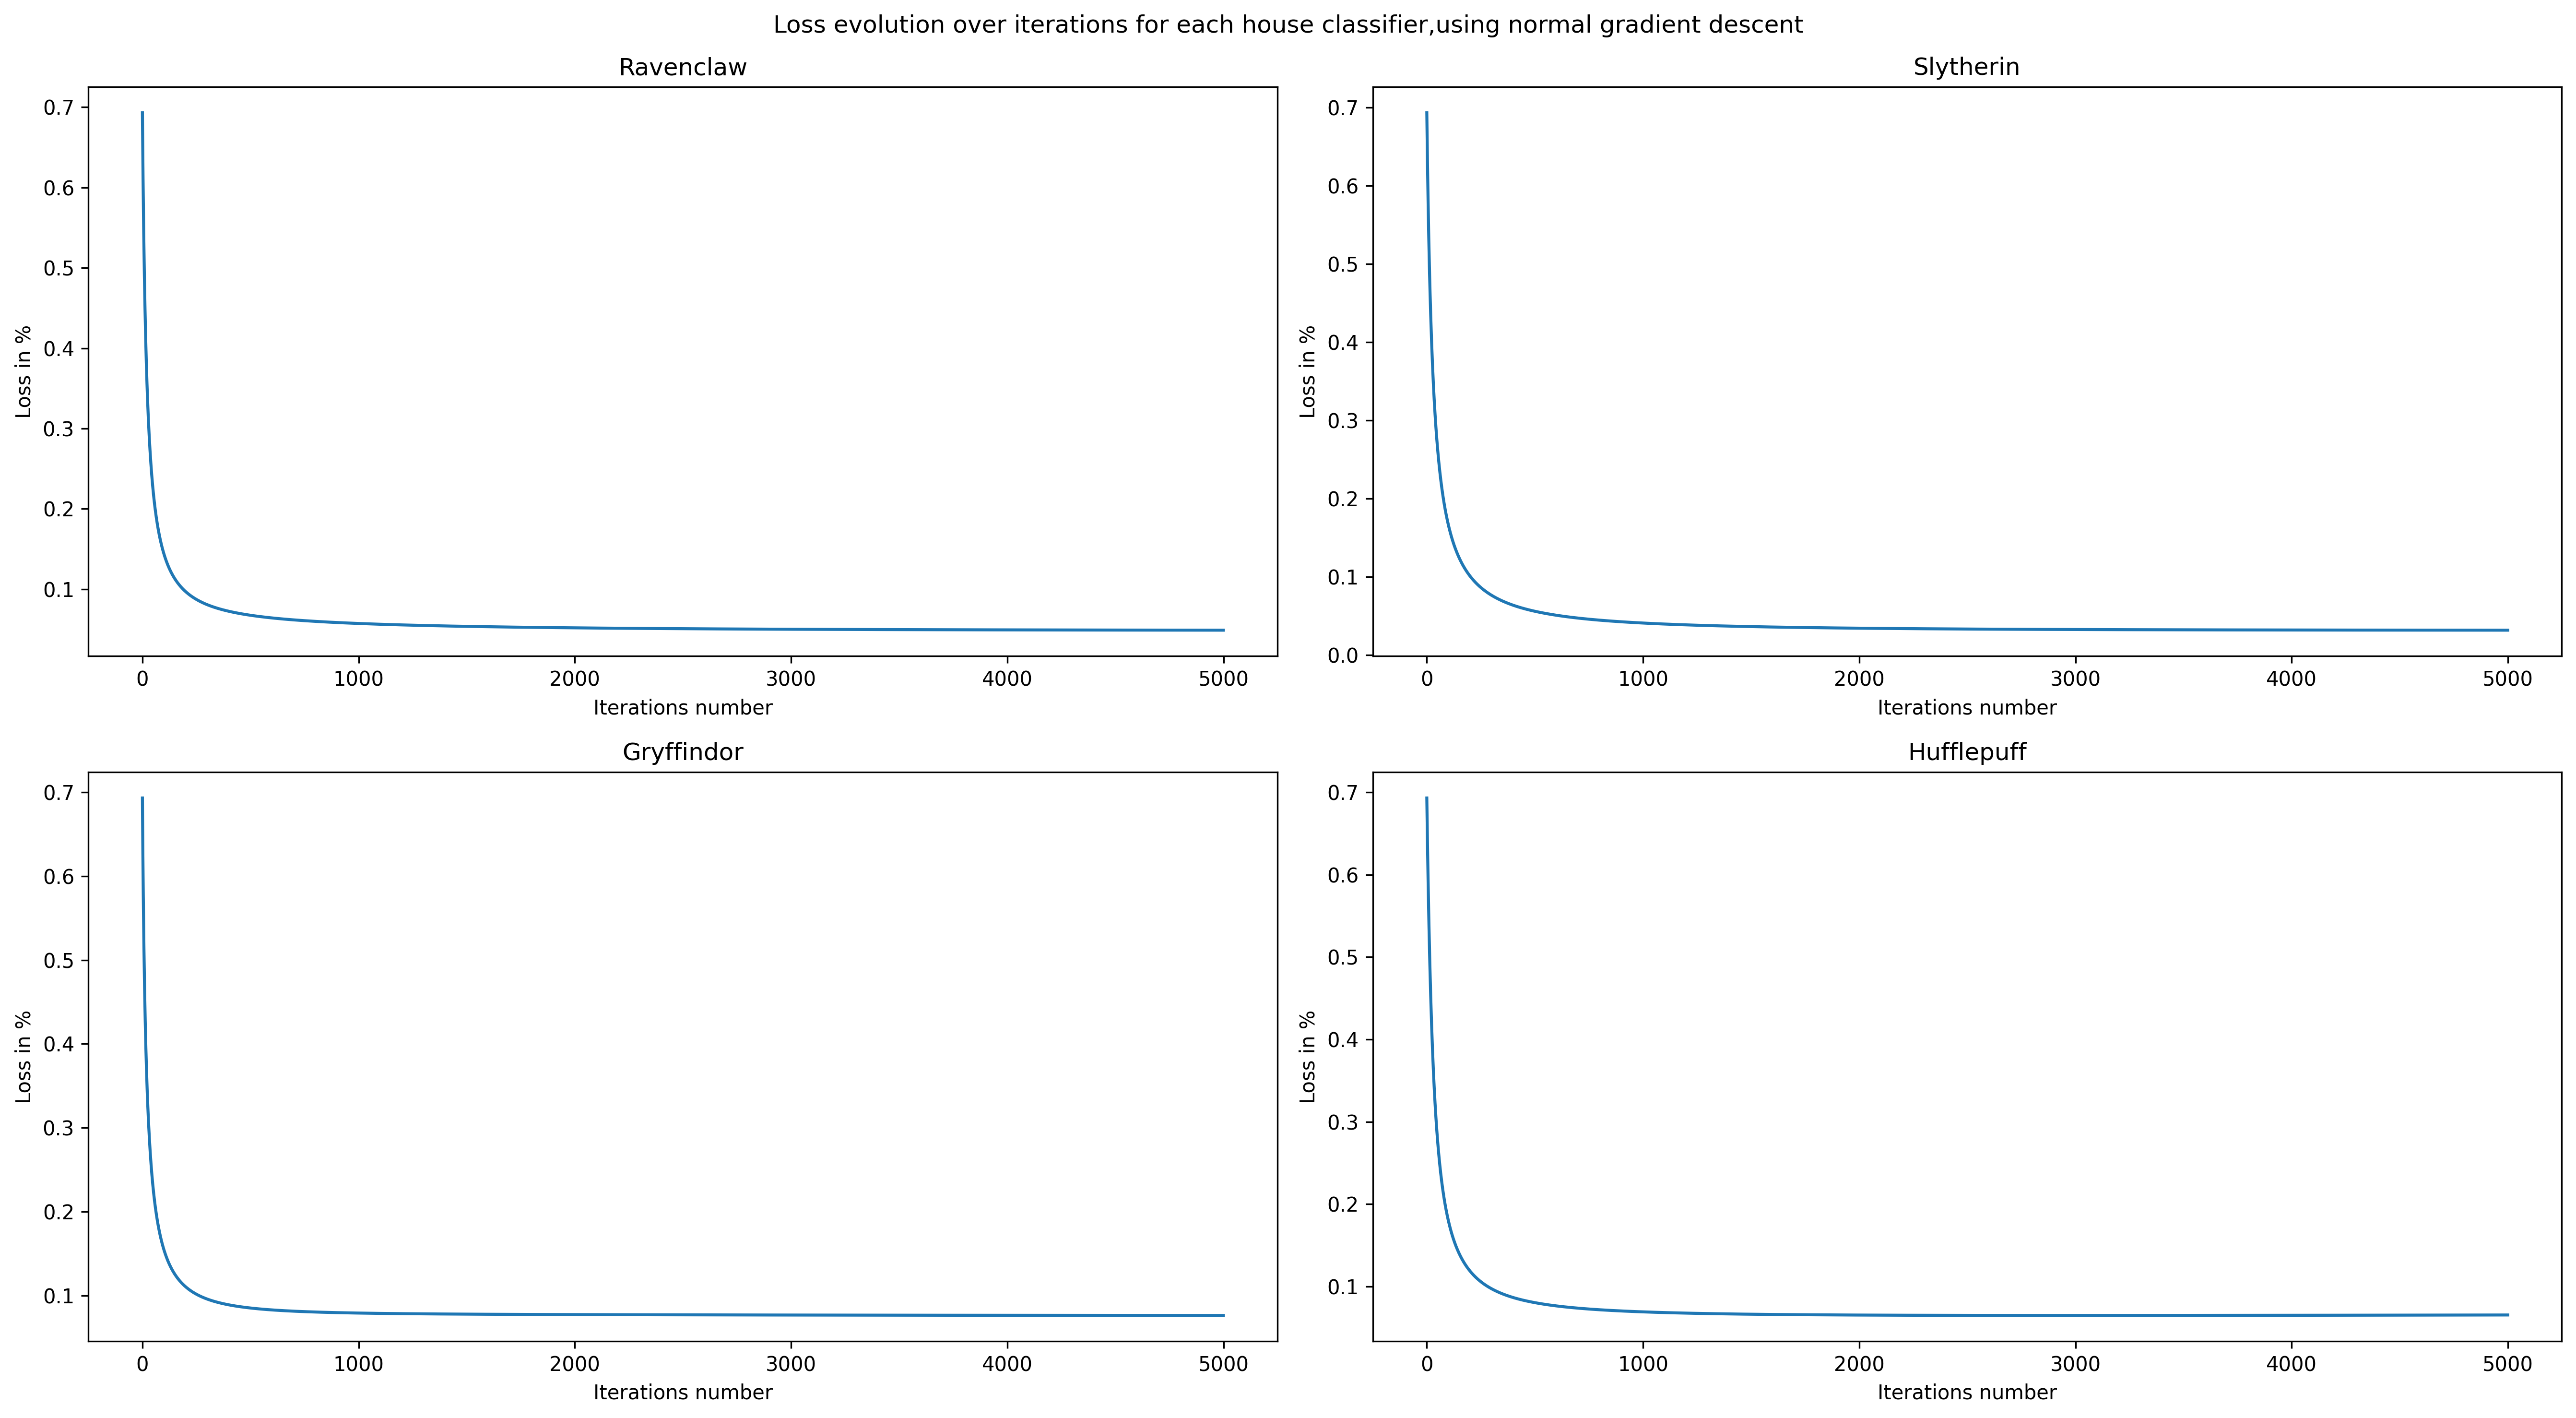 Loss evolution over iterations for each house classifier,using normal gradient descent
Ravenclaw
0.7
0.6
0.5
0.4
0.3
0.2
0.1
Loss in %
0 1000 2000 3000 4000 5000
Iterations number
Slytherin
0.7
0.6
0.5
0.4
0.3
0.2
0.1
0.0
Loss in %
0 1000 2000 3000 4000 5000
Iterations number
Gryffindor
0.7
0.6
0.5
0.4
0.3
0.2
0.1
Loss in %
0 1000 2000 3000 4000 5000
Iterations number
Hufflepuff
0.7
0.6
0.5
0.4
0.3
0.2
0.1
Loss in %
0 1000 2000 3000 4000 5000
Iterations number